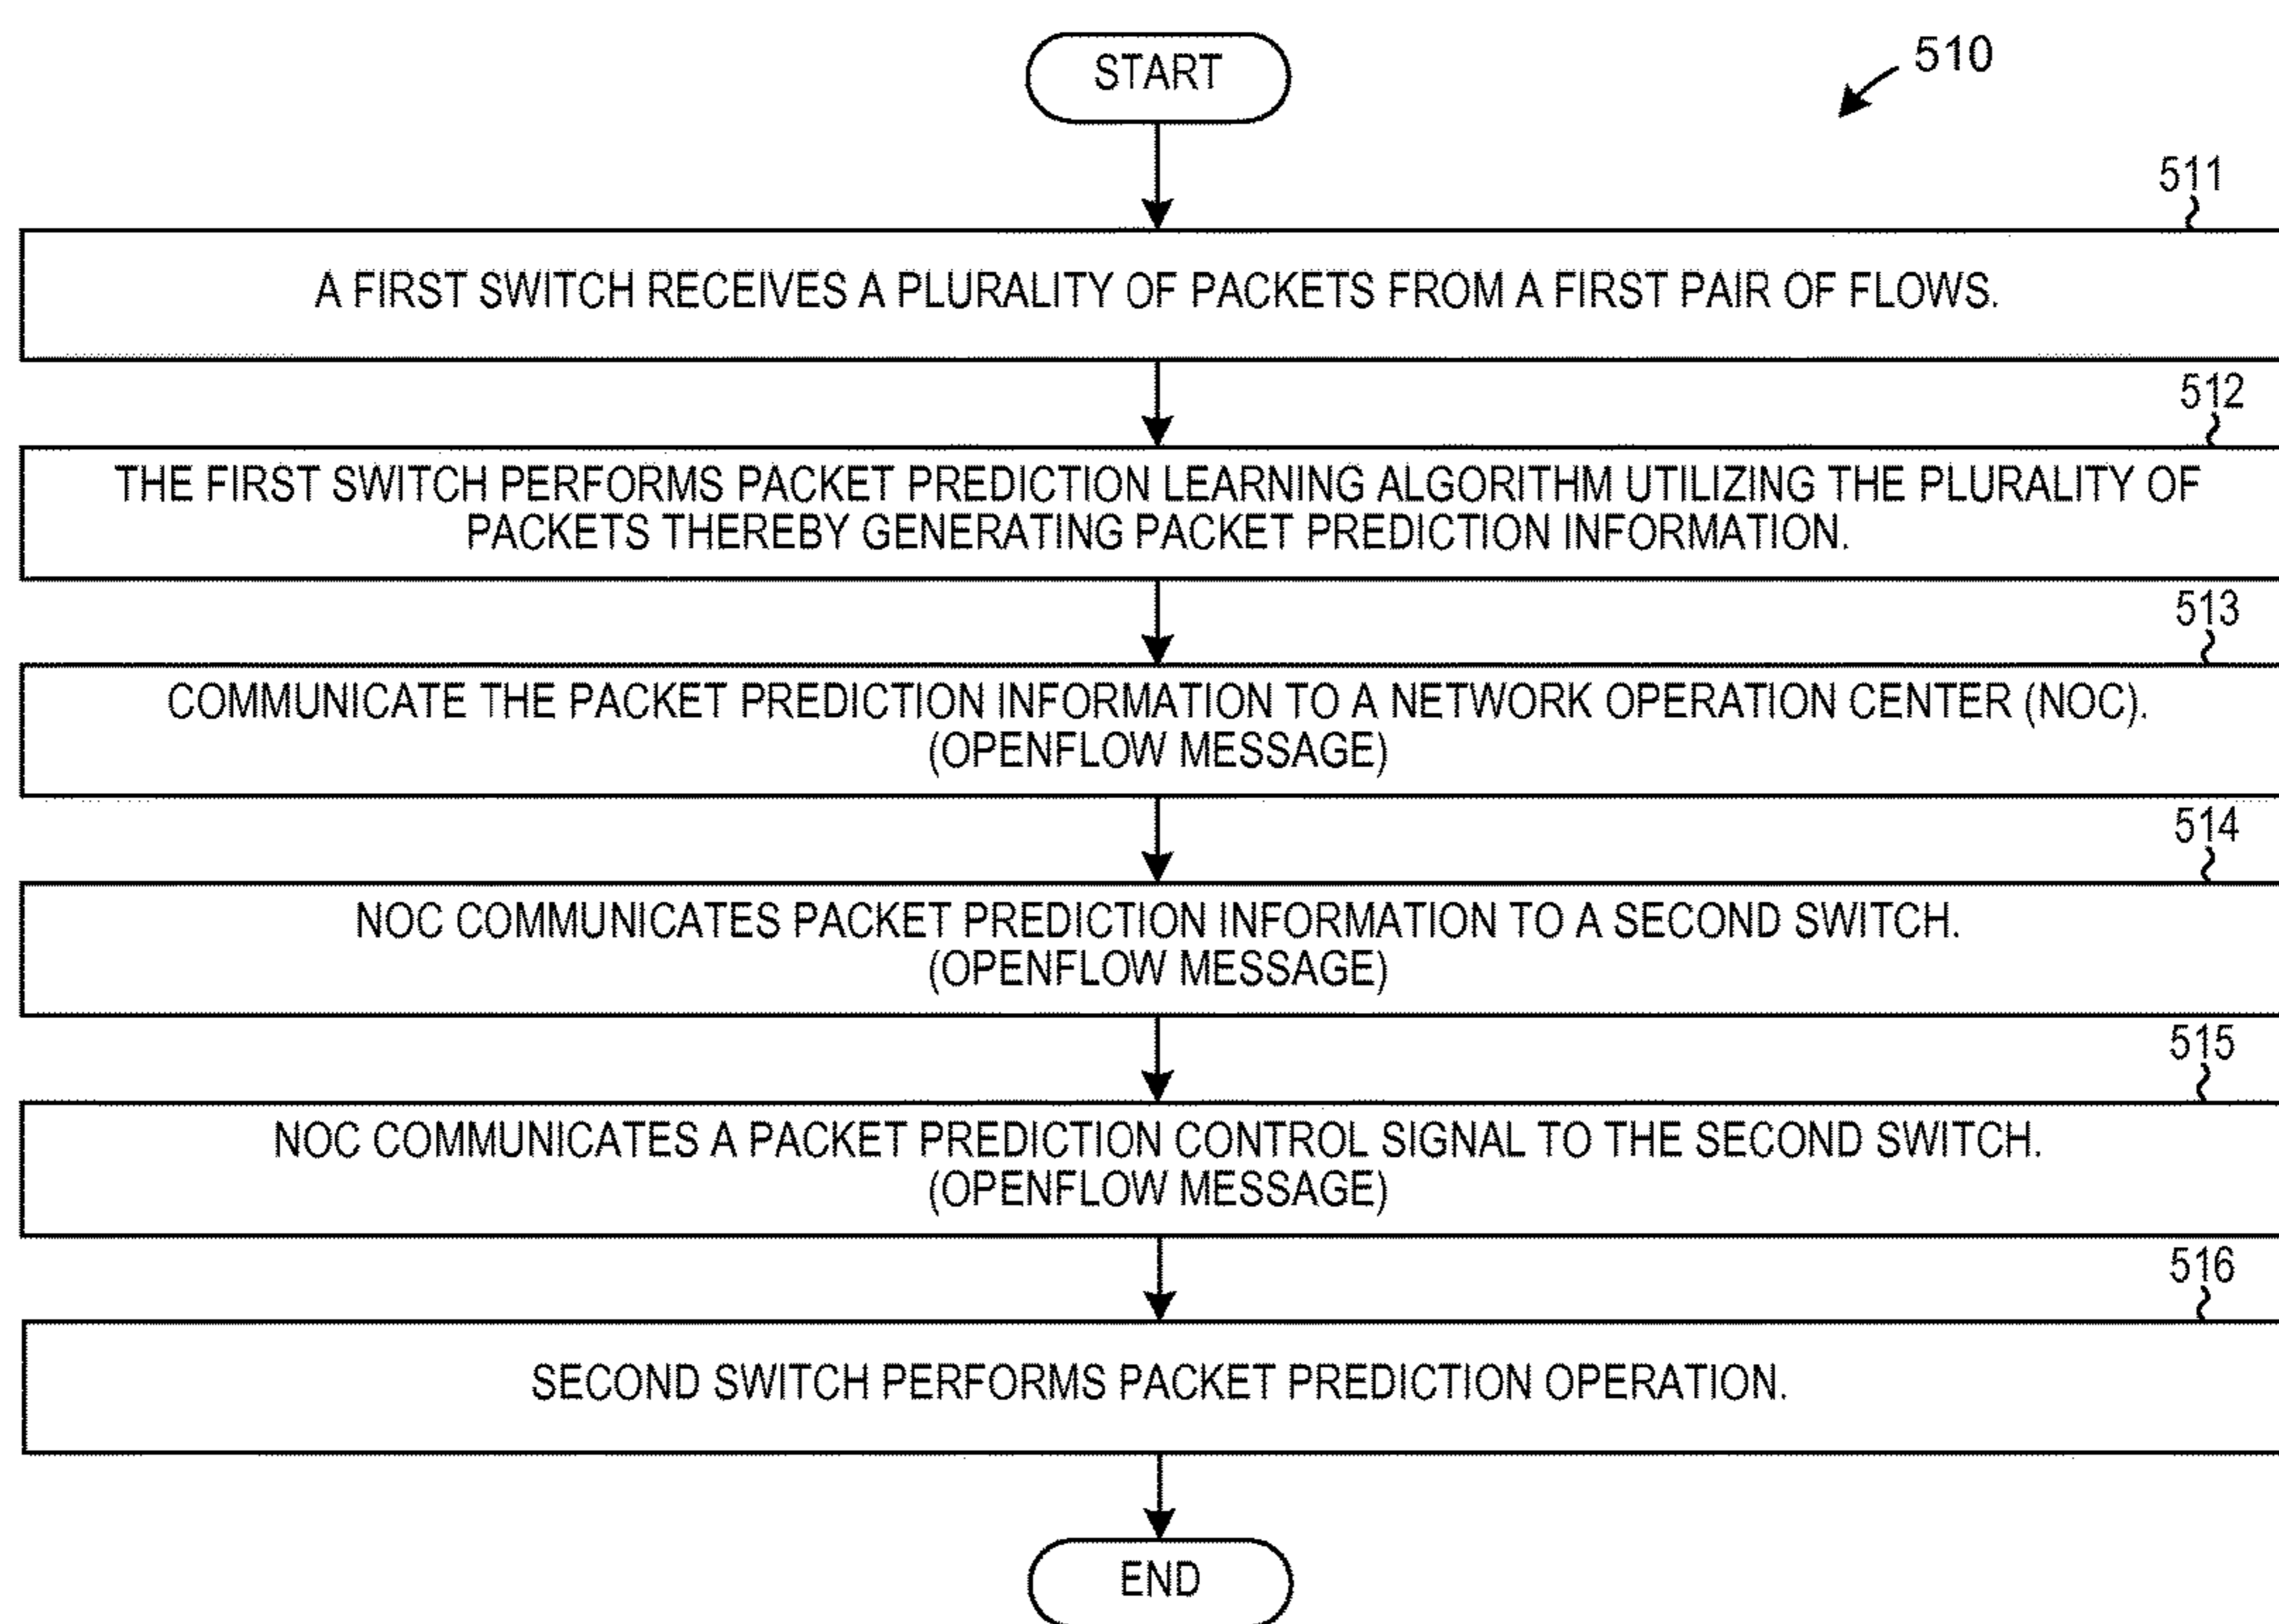 START
510
511
A FIRST SWITCH RECEIVES A PLURALITY OF PACKETS FROM A FIRST PAIR OF FLOWS.
512
THE FIRST SWITCH PERFORMS PACKET PREDICTION LEARNING ALGORITHM UTILIZING THE PLURALITY OF
PACKETS THEREBY GENERATING PACKET PREDICTION INFORMATION.
513
COMMUNICATE THE PACKET PREDICTION INFORMATION TO A NETWORK OPERATION CENTER (NOC).
(OPENFLOW MESSAGE)
514
NOC COMMUNICATES PACKET PREDICTION INFORMATION TO A SECOND SWITCH.
(OPENFLOW MESSAGE)
515
NOC COMMUNICATES A PACKET PREDICTION CONTROL SIGNAL TO THE SECOND SWITCH.
(OPENFLOW MESSAGE)
516
SECOND SWITCH PERFORMS PACKET PREDICTION OPERATION.
END